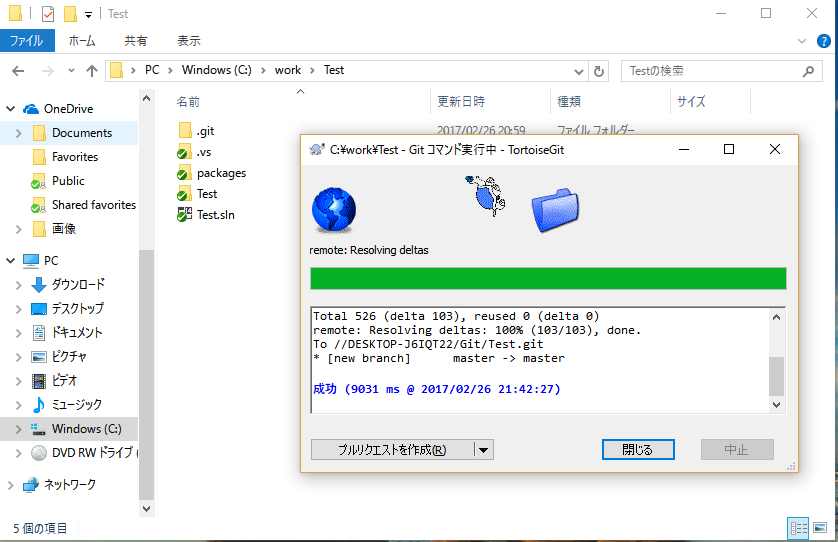 Test
ファイル ホーム 共有 表示
PC Windows (C:) work Test
Testの検索
名前 更新日時 種類 サイズ
OneDrive
Documents
Favorites
Public
Shared favorites
画像
PC
ダウンロード
デスクトップ
ドキュメント
ピクチャ
ビデオ
ミュージック
Windows (C:)
DVD RW ドライブ (
ネットワーク
.git 2017/02/26 20:59 ファイル フォルダー
.vs
packages
Test
Test.sln
C:¥work¥Test - Git コマンド実行中 - TortoiseGit
remote: Resolving deltas
Total 526 (delta 103), reused 0 (delta 0)
remote: Resolving deltas: 100% (103/103), done.
To //DESKTOP-J6IQT22/Git/Test.git
* [new branch] master -> master
成功 (9031 ms @ 2017/02/26 21:42:27)
プルリクエストを作成(R) 閉じる 中止
5 個の項目